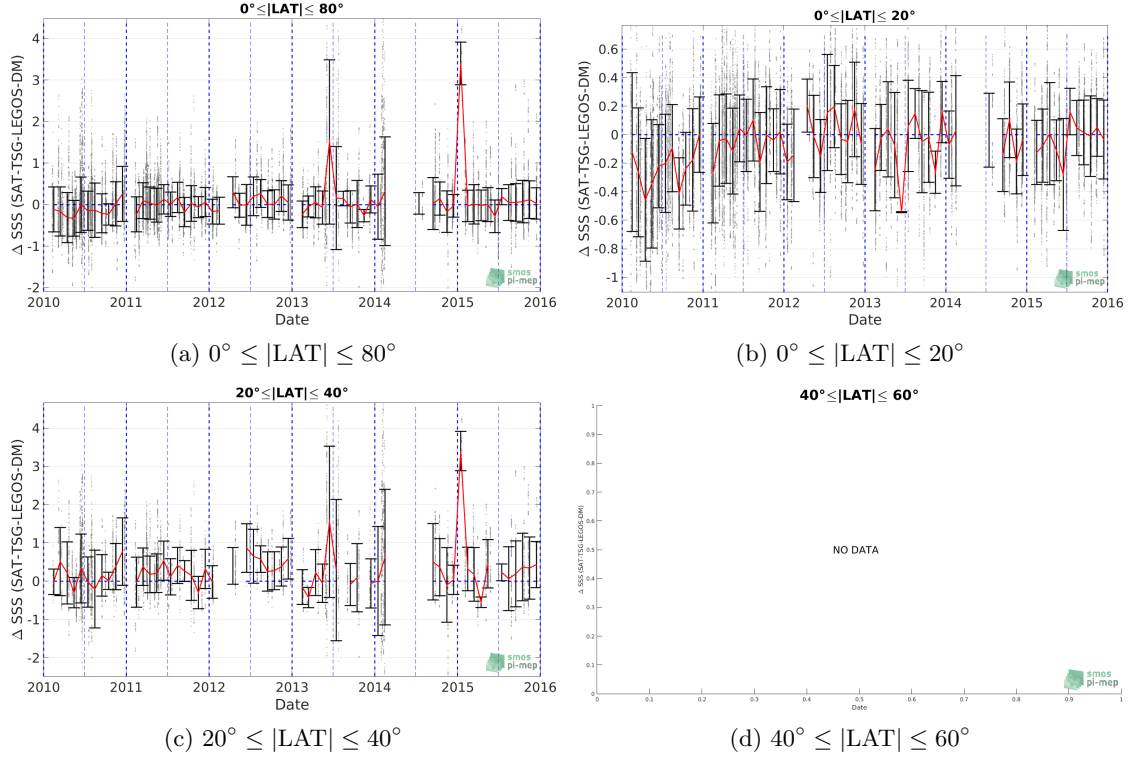 0°≤|LAT|≤ 80°
Δ SSS (SAT-TSG-LEGOS-DM)
4
3
2
1
0
-1
-2
2010 2011 2012 2013 2014 2015 2016
Date
smos
pi-mep
(a) 0° ≤ |LAT| ≤ 80°
0°≤|LAT|≤ 20°
Δ SSS (SAT-TSG-LEGOS-DM)
0.6
0.4
0.2
0
-0.2
-0.4
-0.6
-0.8
-1
2010 2011 2012 2013 2014 2015 2016
Date
smos
pi-mep
(b) 0° ≤ |LAT| ≤ 20°
20°≤|LAT|≤ 40°
Δ SSS (SAT-TSG-LEGOS-DM)
4
3
2
1
0
-1
-2
2010 2011 2012 2013 2014 2015 2016
Date
smos
pi-mep
(c) 20° ≤ |LAT| ≤ 40°
40°≤|LAT|≤ 60°
Δ SSS (SAT-TSG-LEGOS-DM)
1
0.9
0.8
0.7
0.6
0.5
0.4
0.3
0.2
0.1
0
NO DATA
0 0.1 0.2 0.3 0.4 0.5 0.6 0.7 0.8 0.9 1
Date
smos
pi-mep
(d) 40° ≤ |LAT| ≤ 60°